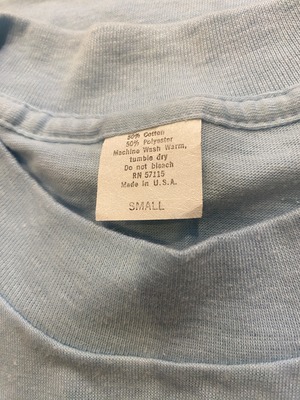 50% Cotton
50% Polyester
Machine Wash Warm,
tumble dry
Do not bleach
RN 57115
Made in U.S.A.
SMALL